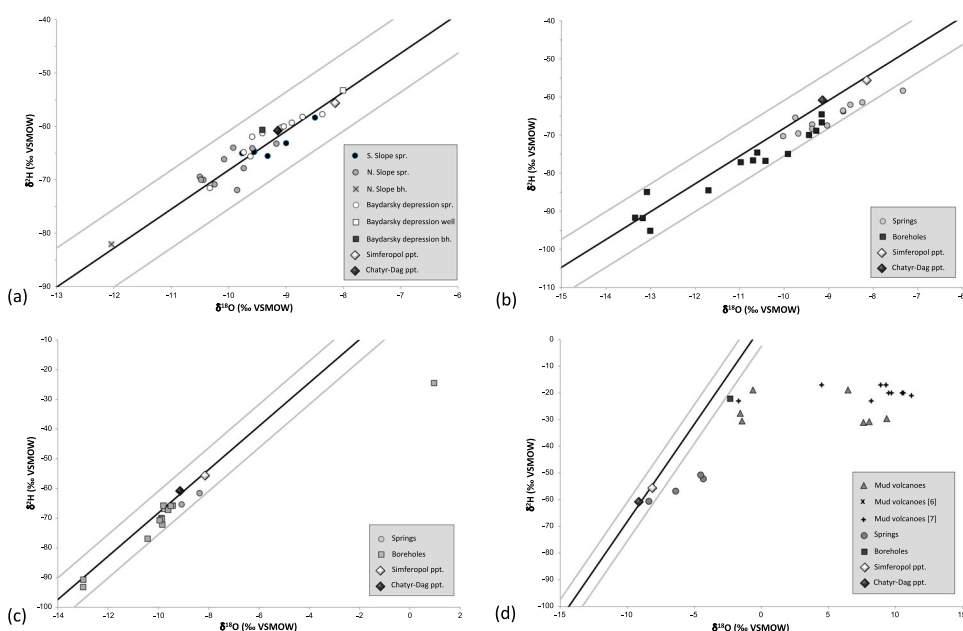 -40
-50
-60
-70
-80
-90
δ²H (‰ VSMOW)
-13 -12 -11 -10 -9 -8 -7 -6
δ¹⁸O (‰ VSMOW)
S. Slope spr.
N. Slope spr.
N. Slope bh.
Baydarsky depression spr.
Baydarsky depression well
Baydarsky depression bh.
Simferopol ppt.
Chatyr-Dag ppt.
(a)
-40
-50
-60
-70
-80
-90
-100
-110
δ²H (‰ VSMOW)
-15 -14 -13 -12 -11 -10 -9 -8 -7 -6
δ¹⁸O (‰ VSMOW)
Springs
Boreholes
Simferopol ppt.
Chatyr-Dag ppt.
(b)
-10
-20
-30
-40
-50
-60
-70
-80
-90
-100
δ²H (‰ VSMOW)
-14 -12 -10 -8 -6 -4 -2 0 2
δ¹⁸O (‰ VSMOW)
Springs
Boreholes
Simferopol ppt.
Chatyr-Dag ppt.
(c)
0
-10
-20
-30
-40
-50
-60
-70
-80
-90
-100
δ²H (‰ VSMOW)
-15 -10 -5 0 5 10 15
δ¹⁸O (‰ VSMOW)
Mud volcanoes
Mud volcanoes [6]
Mud volcanoes [7]
Springs
Boreholes
Simferopol ppt.
Chatyr-Dag ppt.
(d)